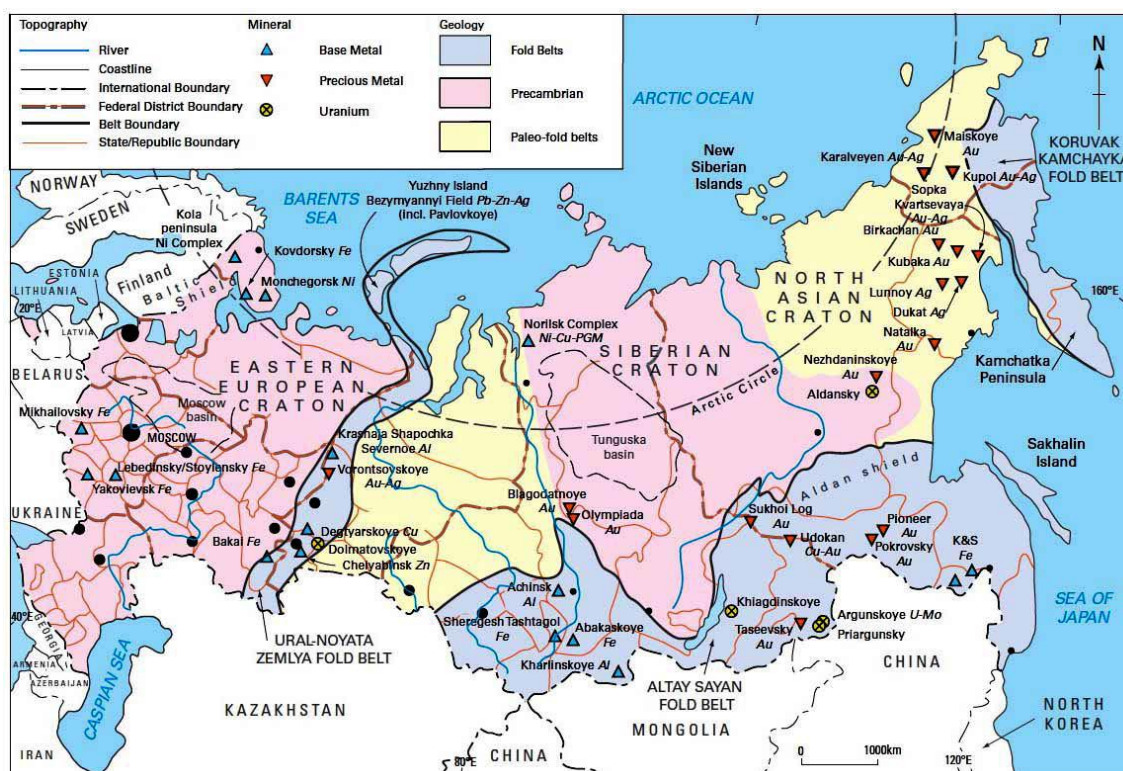 Topography
River
Coastline
International Boundary
Federal District Boundary
Belt Boundary
State/Republic Boundary
Mineral
Base Metal
Precious Metal
Uranium
Geology
Fold Belts
Precambrian
Paleo-fold belts
ARCTIC OCEAN
N
NORWAY
SWEDEN
Kola
peninsula
Ni Complex
BARENTS
SEA
Yuzhny Island
Bezymyannyi Field Pb-Zn-Ag
(incl. Pavlovkoye)
New
Siberian
Islands
Maiskoye
Au
Karalveyen Au-Ag
Kupol Au-Ag
KORUVAK
KAMCHAYKA
FOLD BELT
Sopka
Kvartsevaya
Au-Ag
Birkachan Au
Kubaka Au
Lunnoy Ag
Dukat Ag
Natalka
Au
Nezhdaninskoye
Au
Aldansky
160°E
Kamchatka
Peninsula
Sakhalin
Island
Kovdorsky Fe
Monchegorsk Ni
ESTONIA
LITHUANIA
20°E
LATVIA
Finland
Baltic
Shield
BELARUS
EASTERN
EUROPEAN
CRATON
Moscow
basin
MOSCOW
Mikhailovsky Fe
Lebedinsky/Stoylensky Fe
Yakovievsk Fe
UKRAINE
Bakal Fe
Norilsk Complex
Ni-Cu-PGM
SIBERIAN
CRATON
NORTH
ASIAN
CRATON
Arctic Circle
Tunguska
basin
Krasnaja Shapochka
Severnoe Al
Vorontsovskoye
Au-Ag
Degtyarskoye Cu
Dolmatovskoye
Chelyabinsk Zn
Blagodatnoye
Au
Olympiada
Au
Aldan shield
Sukhoi Log
Au
Udokan
Cu-Au
Pioneer
Au
Pokrovsky
Au
K&S
Fe
Achinsk
Al
Sheregesh Tashtagol
Fe
Abakaskoye
Fe
Kharlinskoye Al
Khiagdinskoye
Taseevsky
Au
Argunskoye U-Mo
Priargunsky
SEA OF
JAPAN
40°E
GEORGIA
ARMENIA
AZERBAIJAN
CASPIAN SEA
IRAN
URAL-NOYATA
ZEMLYA FOLD BELT
KAZAKHSTAN
80°E
CHINA
ALTAY SAYAN
FOLD BELT
MONGOLIA
CHINA
0 1000km
120°E
NORTH
KOREA